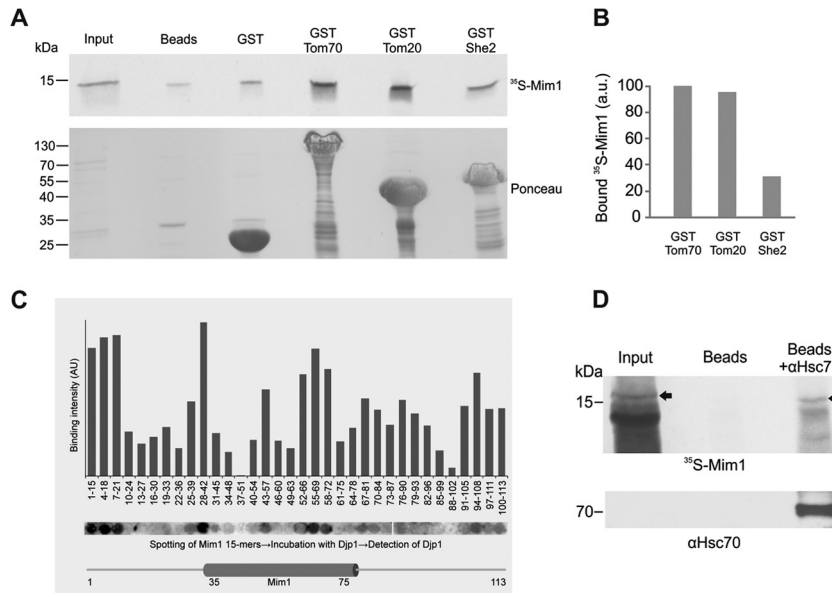 A
kDa
Input
Beads
GST
GST
Tom70
GST
Tom20
GST
She2
15
³⁵S-Mim1
130
70
55
40
35
25
Ponceau
B
Bound ³⁵S-Mim1 (a.u.)
100
80
60
40
20
0
GST
Tom70
GST
Tom20
GST
She2
C
Binding intensity (AU)
1-15
4-18
7-21
10-24
13-27
16-30
19-33
22-36
25-39
28-42
31-45
34-48
37-51
40-54
43-57
46-60
49-63
52-66
55-69
58-72
61-75
64-78
67-81
70-84
73-87
76-90
79-93
82-96
85-99
88-102
91-105
94-108
97-111
100-113
Spotting of Mim1 15-mers→Incubation with Djp1→Detection of Djp1
1
35
Mim1
75
113
D
kDa
Input
Beads
Beads
+αHsc7
15
³⁵S-Mim1
70
αHsc70